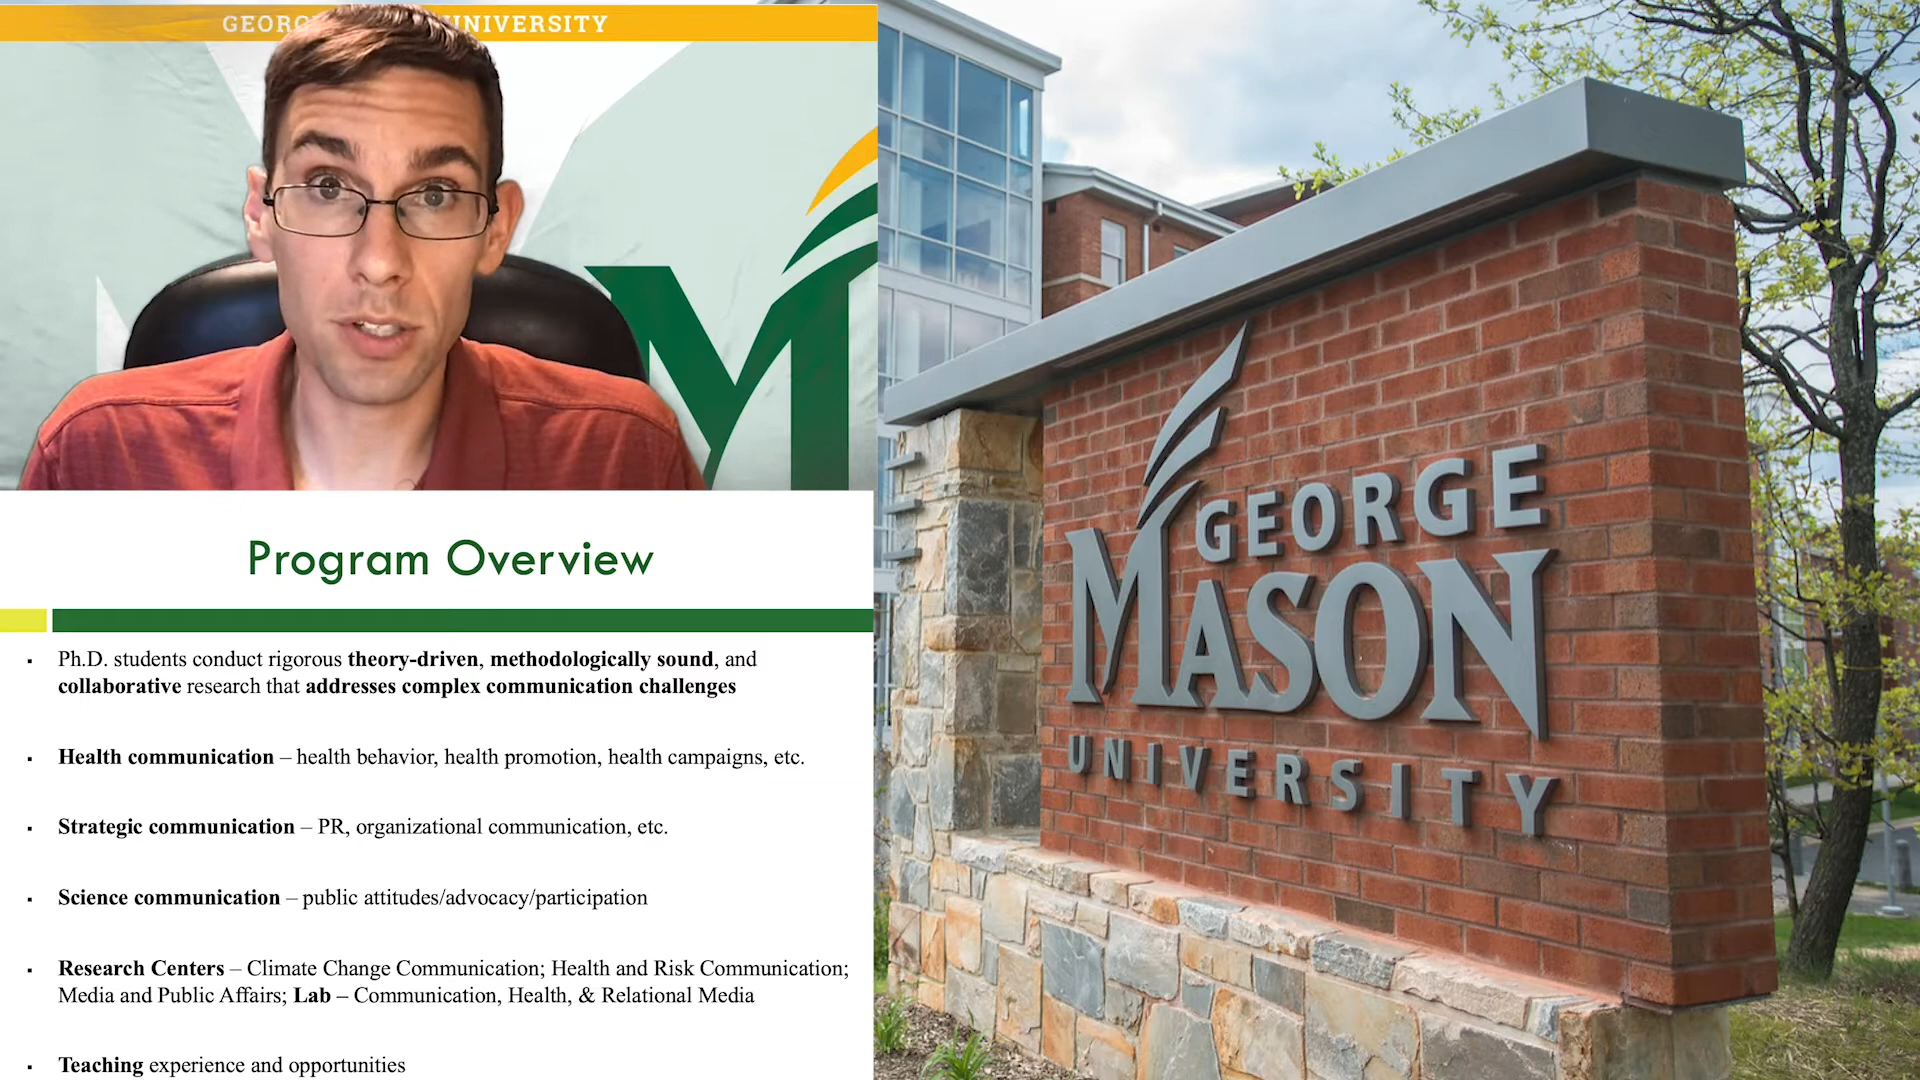 GEORG UNIVERSITY
Program Overview
▪ Ph.D. students conduct rigorous theory-driven, methodologically sound, and
collaborative research that addresses complex communication challenges
▪ Health communication – health behavior, health promotion, health campaigns, etc.
▪ Strategic communication – PR, organizational communication, etc.
▪ Science communication – public attitudes/advocacy/participation
▪ Research Centers – Climate Change Communication; Health and Risk Communication;
Media and Public Affairs; Lab – Communication, Health, & Relational Media
▪ Teaching experience and opportunities
GEORGE
MASON
UNIVERSITY